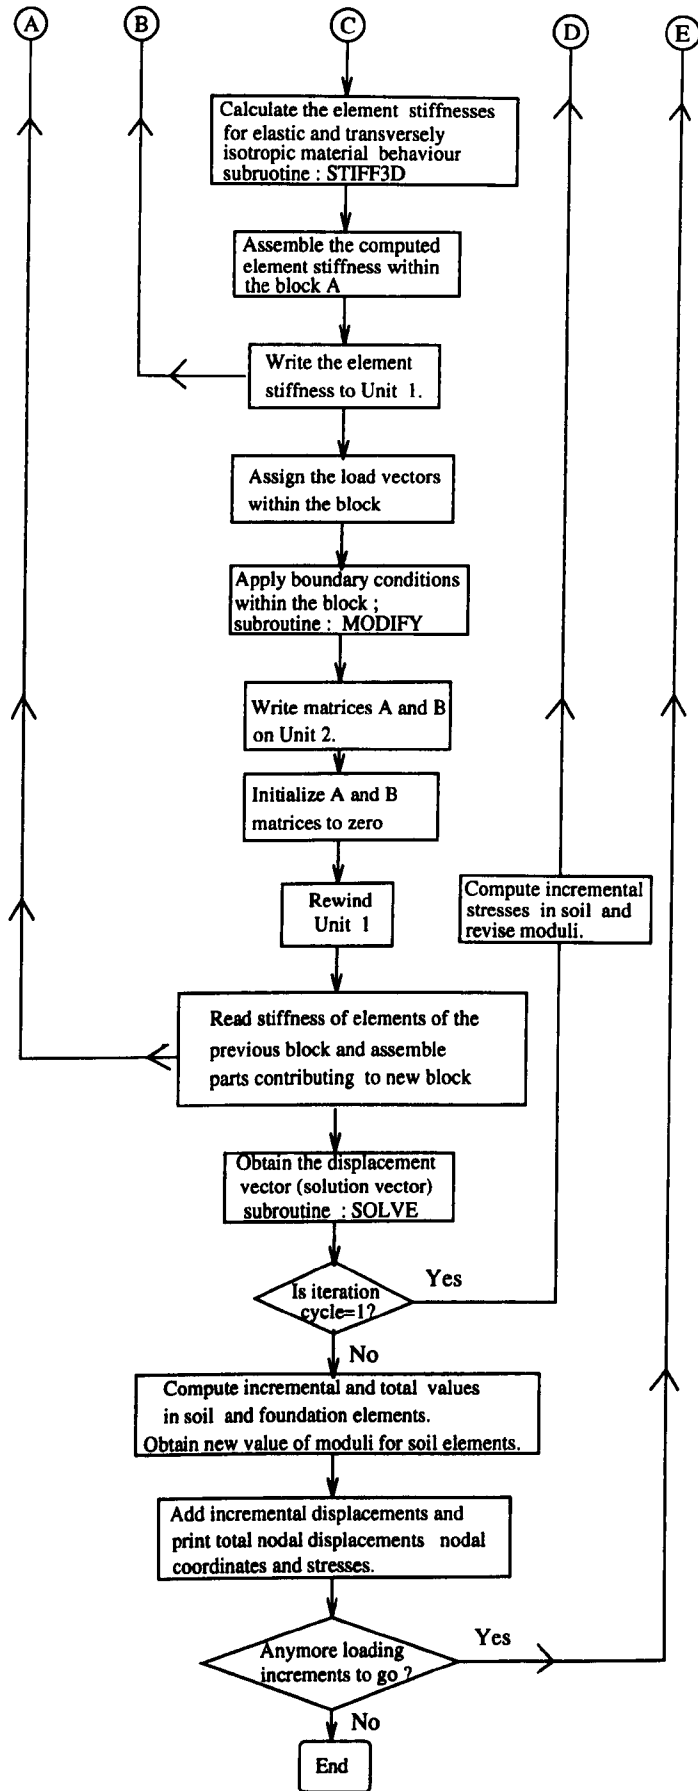 A
B
C
D
E
Calculate the element stiffnesses
for elastic and transversely
isotropic material behaviour
subruotine : STIFF3D
Assemble the computed
element stiffness within
the block A
Write the element
stiffness to Unit 1.
Assign the load vectors
within the block
Apply boundary conditions
within the block ;
subroutine : MODIFY
Write matrices A and B
on Unit 2.
Initialize A and B
matrices to zero
Rewind
Unit 1
Compute incremental
stresses in soil and
revise moduli.
Read stiffness of elements of the
previous block and assemble
parts contributing to new block
Obtain the displacement
vector (solution vector)
subroutine : SOLVE
Is iteration
cycle=1?
Yes
No
Compute incremental and total values
in soil and foundation elements.
Obtain new value of moduli for soil elements.
Add incremental displacements and
print total nodal displacements nodal
coordinates and stresses.
Anymore loading
increments to go ?
Yes
No
End